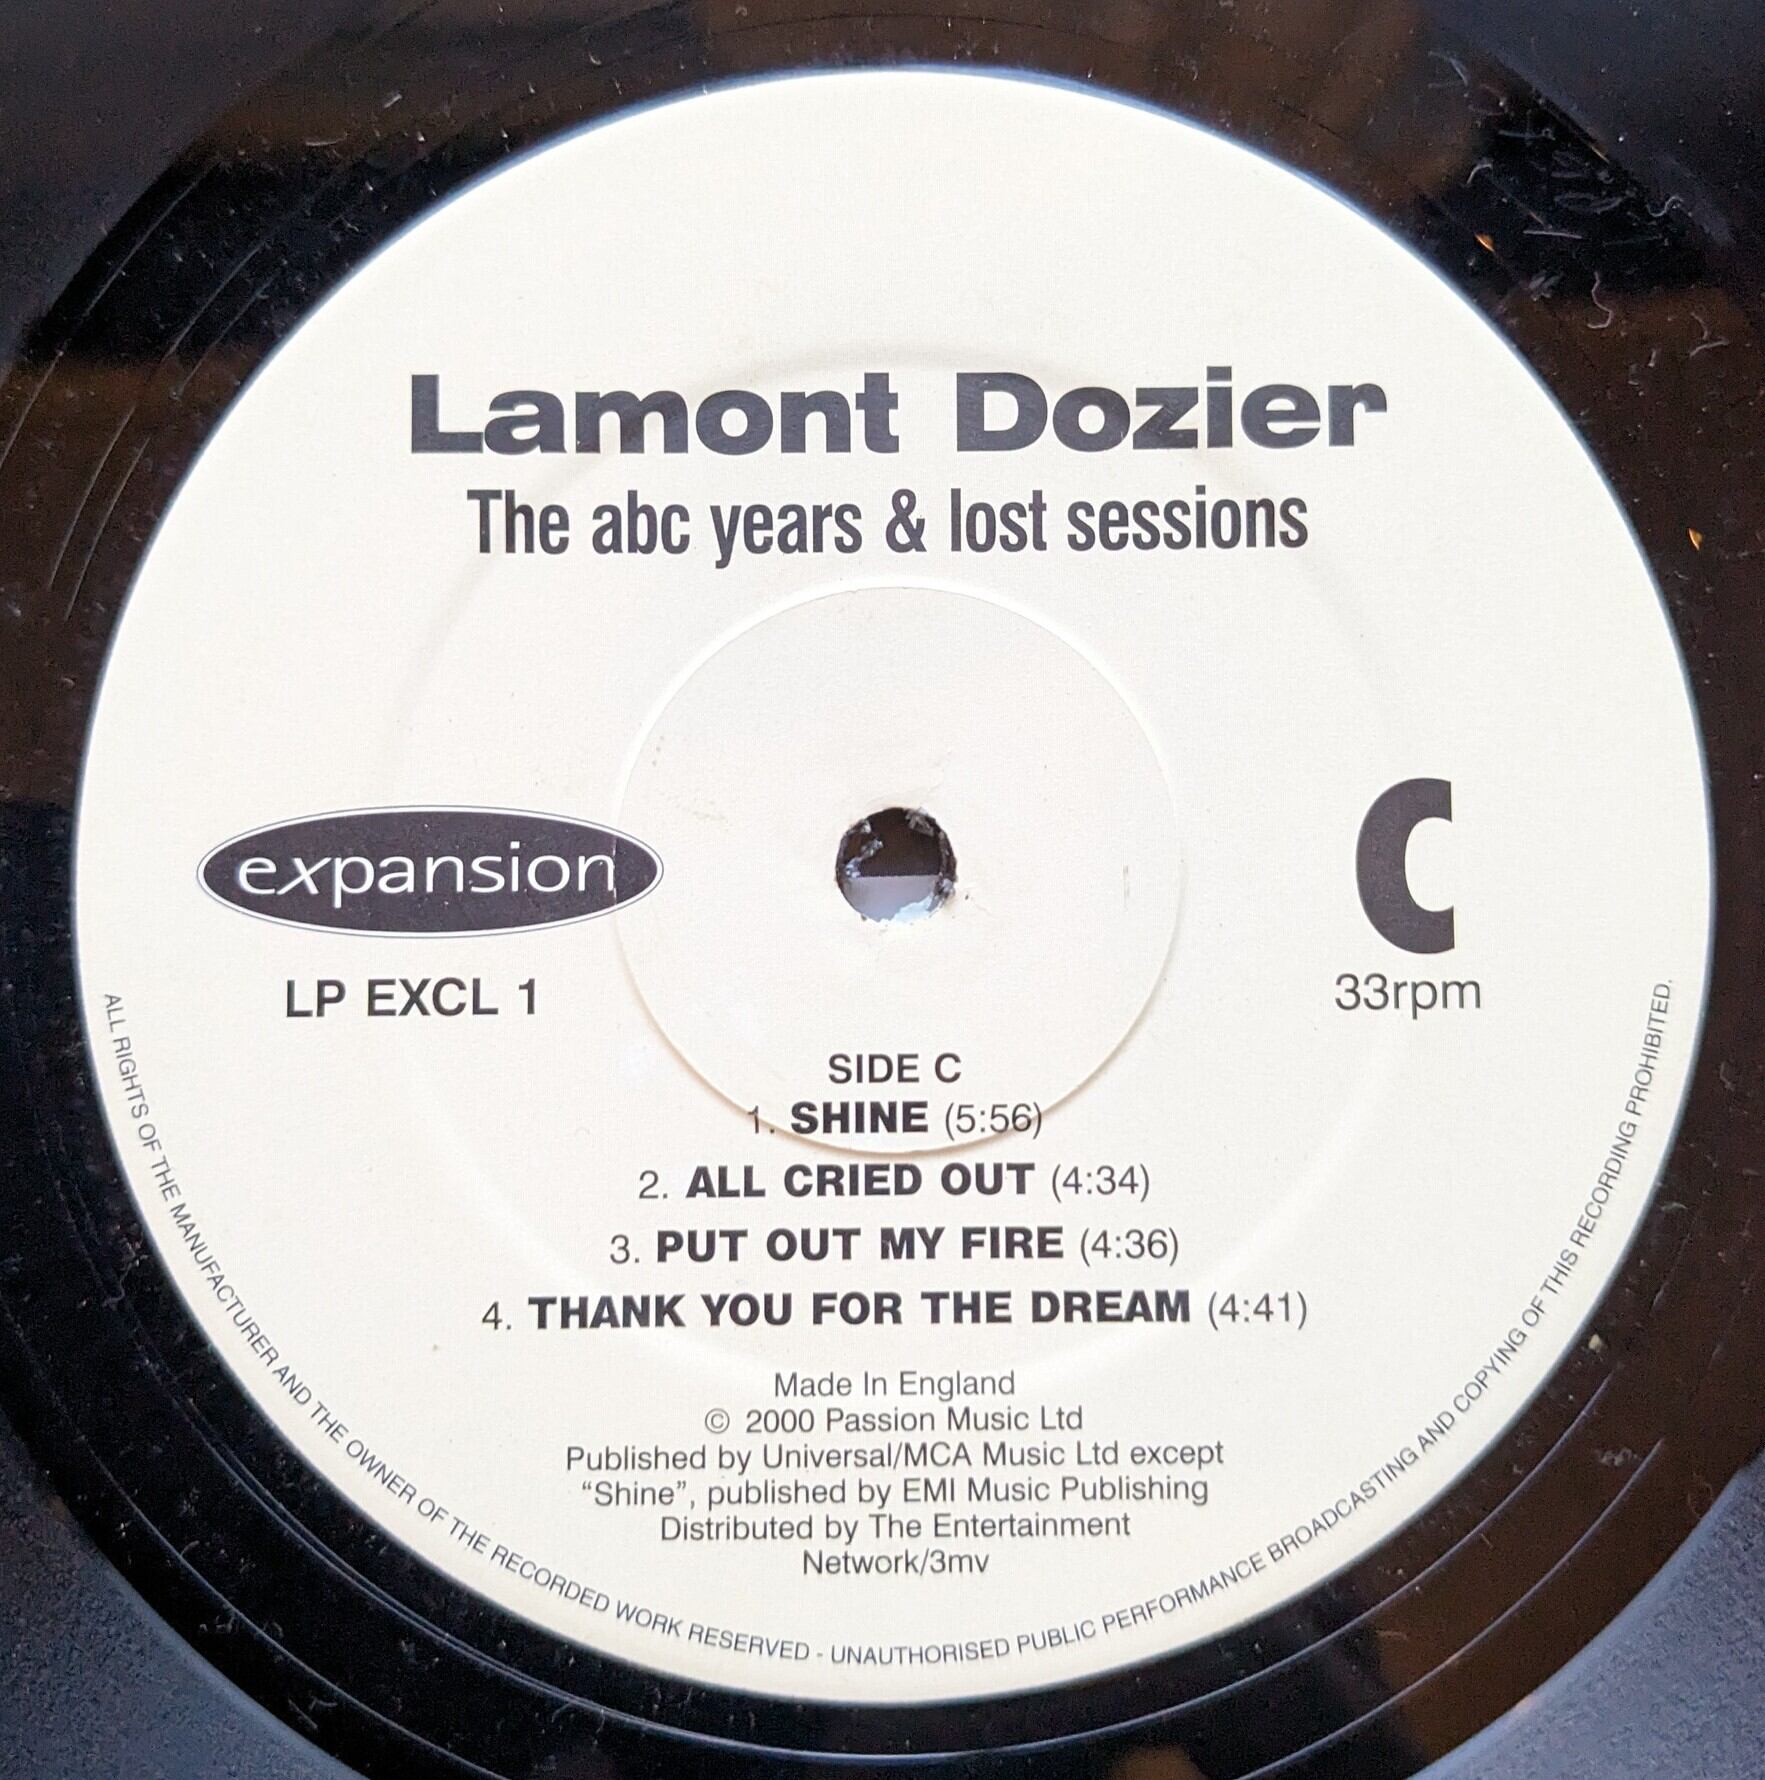 Lamont Dozier
The abc years & lost sessions
expansion
LP EXCL 1
C
33rpm
SIDE C
1. SHINE (5:56)
2. ALL CRIED OUT (4:34)
3. PUT OUT MY FIRE (4:36)
4. THANK YOU FOR THE DREAM (4:41)
Made In England
© 2000 Passion Music Ltd
Published by Universal/MCA Music Ltd except
“Shine”, published by EMI Music Publishing
Distributed by The Entertainment
Network/3mv
ALL RIGHTS OF THE MANUFACTURER AND THE OWNER OF THE RECORDED WORK RESERVED - UNAUTHORISED PUBLIC PERFORMANCE BROADCASTING AND COPYING OF THIS RECORDING PROHIBITED.